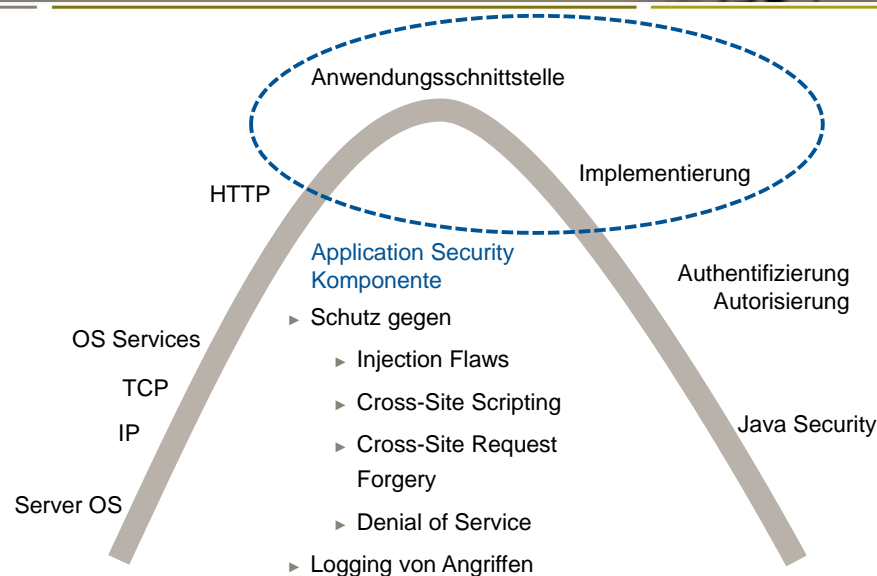 Anwendungsschnittstelle
Implementierung
HTTP
Application Security
Komponente
Authentifizierung
Autorisierung
► Schutz gegen
OS Services
► Injection Flaws
TCP
► Cross-Site Scripting
Java Security
IP
► Cross-Site Request
Forgery
Server OS
► Denial of Service
► Logging von Angriffen